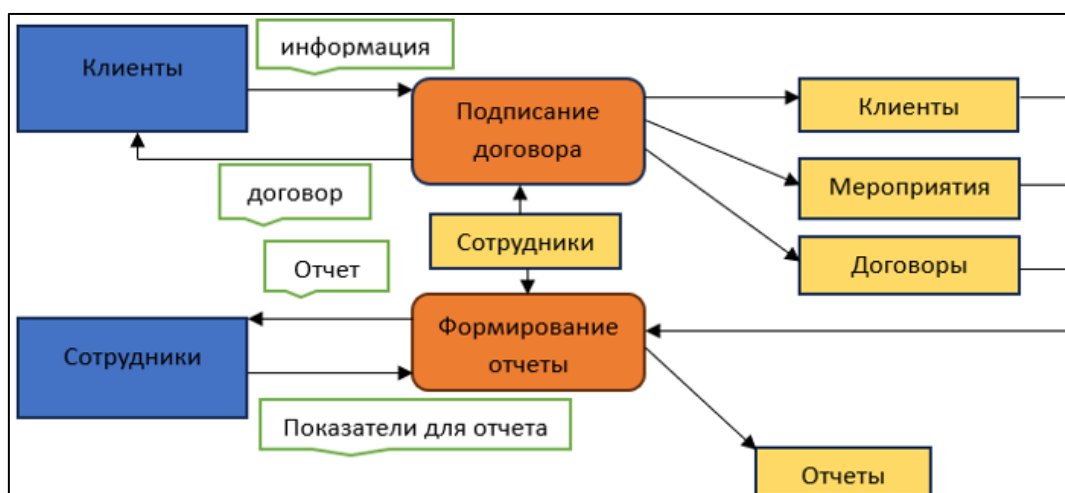 Клиенты
информация
Подписание
договора
Клиенты
Мероприятия
Договоры
договор
Сотрудники
Отчет
Сотрудники
Формирование
отчеты
Показатели для отчета
Отчеты